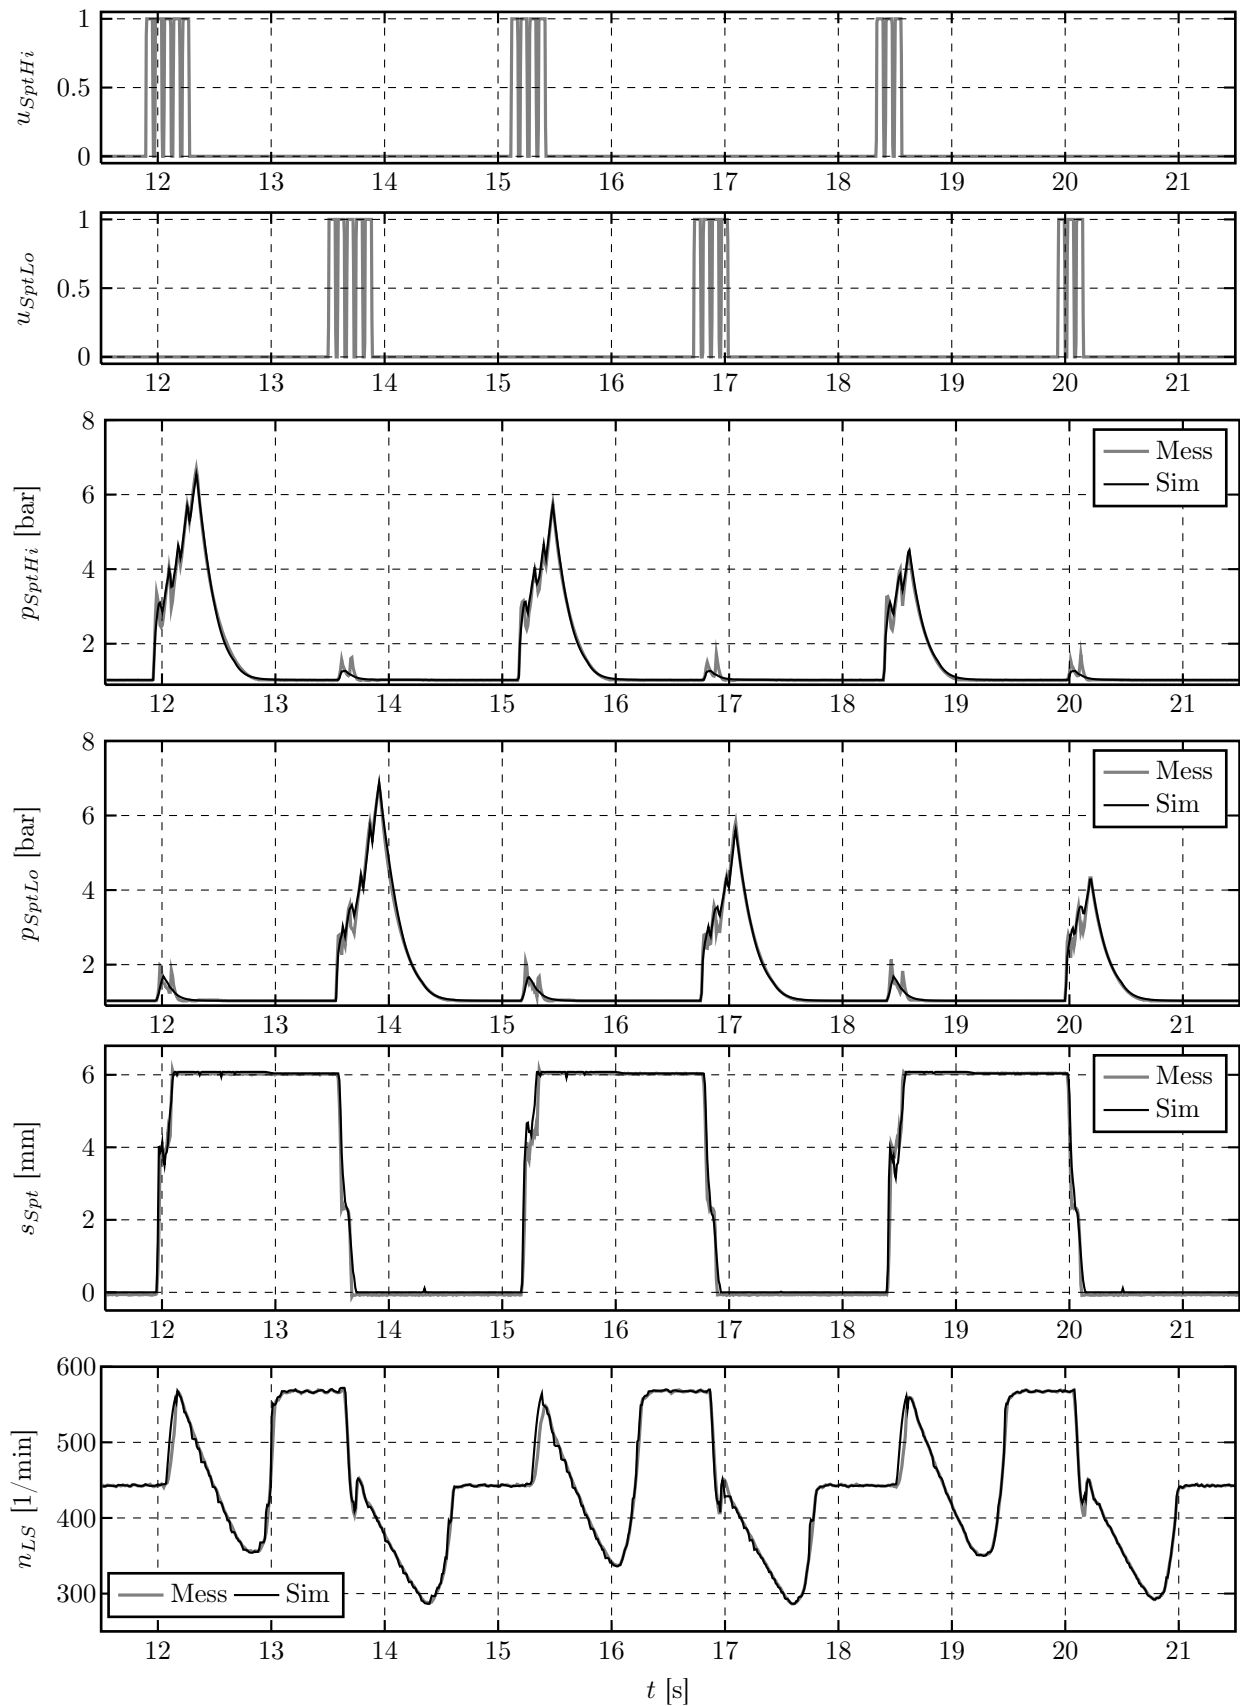 1
0.5
0
u_SptHi
12 13 14 15 16 17 18 19 20 21
1
0.5
0
u_SptLo
12 13 14 15 16 17 18 19 20 21
8
6
4
2
p_SptHi [bar]
Mess
Sim
12 13 14 15 16 17 18 19 20 21
8
6
4
2
p_SptLo [bar]
Mess
Sim
12 13 14 15 16 17 18 19 20 21
6
4
2
0
s_Spt [mm]
Mess
Sim
12 13 14 15 16 17 18 19 20 21
600
500
400
300
n_LS [1/min]
Mess Sim
12 13 14 15 16 17 18 19 20 21
t [s]